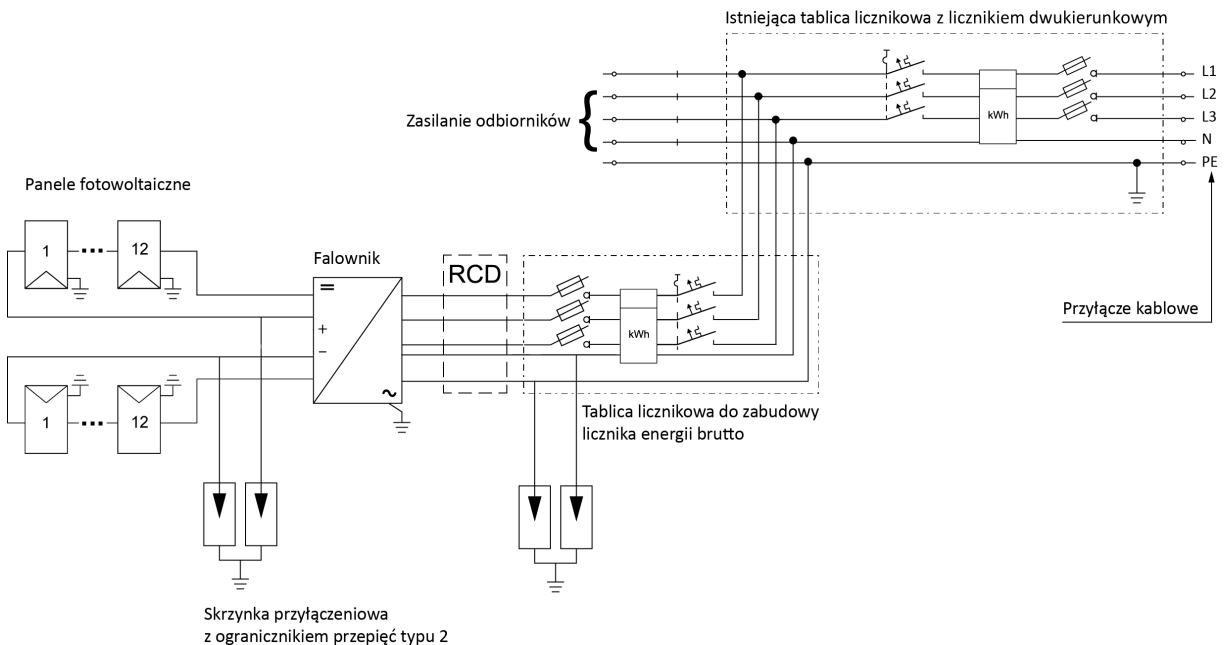 Istniejąca tablica licznikowa z licznikiem dwukierunkowym
L1
L2
L3
N
PE
kWh
Zasilanie odbiorników
Panele fotowoltaiczne
1
12
Falownik
RCD
+
−
kWh
Przyłącze kablowe
1
12
Tablica licznikowa do zabudowy
licznika energii brutto
Skrzynka przyłączeniowa
z ogranicznikiem przepięć typu 2